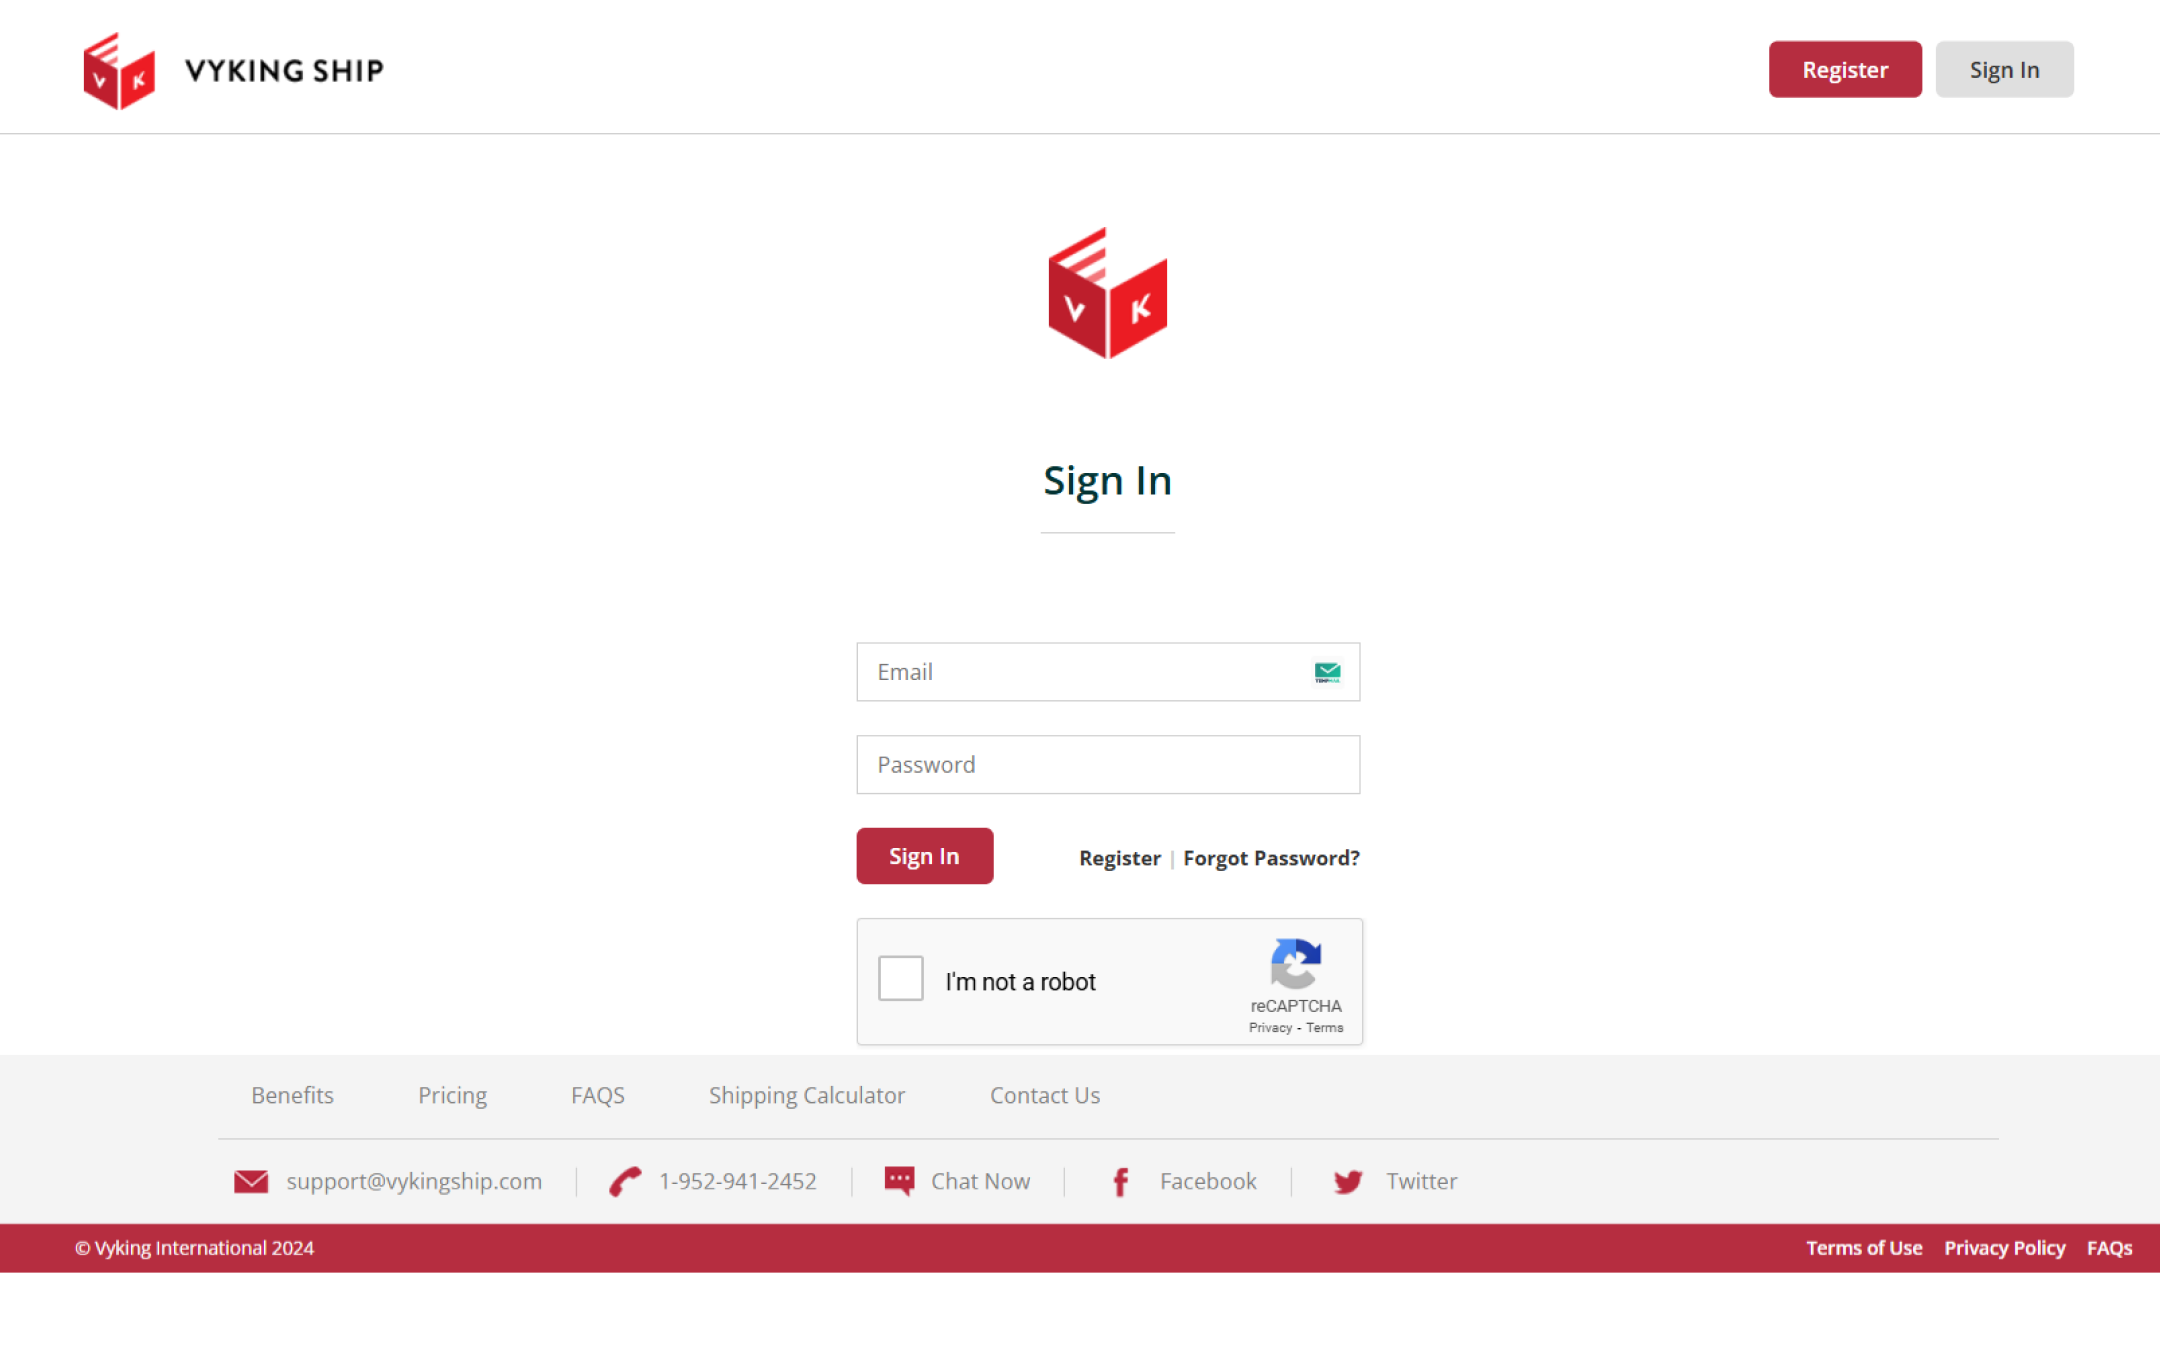 V K VYKING SHIP Register Sign In
V K
Sign In
Email
Password
Sign In Register | Forgot Password?
I'm not a robot
reCAPTCHA
Privacy - Terms
Benefits Pricing FAQS Shipping Calculator Contact Us
support@vykingship.com 1-952-941-2452 Chat Now Facebook Twitter
© Vyking International 2024 Terms of Use Privacy Policy FAQs